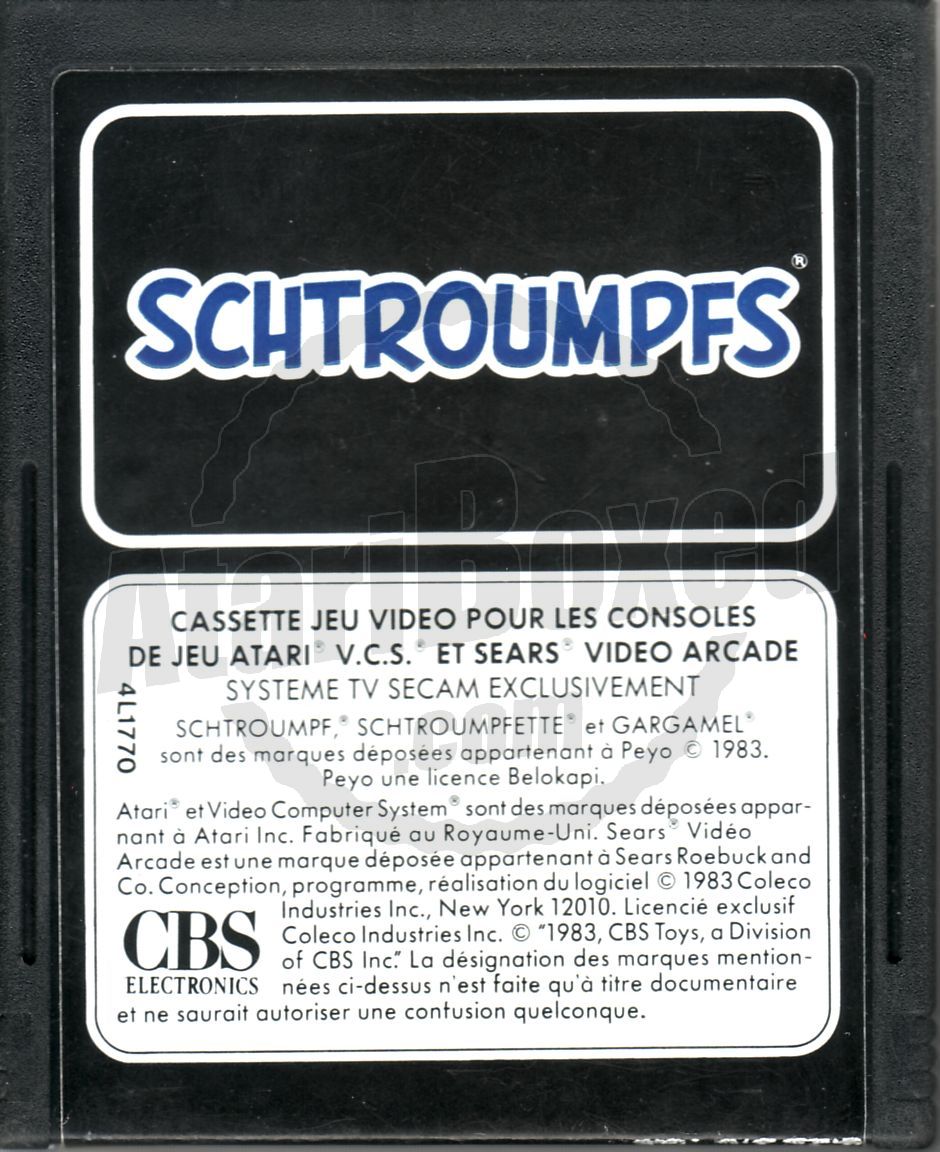 SCHTROUMPFS®
CASSETTE JEU VIDEO POUR LES CONSOLES
DE JEU ATARI® V.C.S.® ET SEARS® VIDEO ARCADE
SYSTEME TV SECAM EXCLUSIVEMENT
4L1770
SCHTROUMPF,® SCHTROUMPFETTE® et GARGAMEL®
sont des marques déposées appartenant à Peyo © 1983.
Peyo une licence Belokapi.
Atari® et Video Computer System® sont des marques déposées appar-
nant à Atari Inc. Fabriqué au Royaume-Uni. Sears® Vidéo
Arcade est une marque déposée appartenant à Sears Roebuck and
Co. Conception, programme, réalisation du logiciel © 1983 Coleco
Industries Inc., New York 12010. Licencié exclusif
Coleco Industries Inc. © "1983, CBS Toys, a Division
of CBS Inc." La désignation des marques mention-
nées ci-dessus n'est faite qu'à titre documentaire
et ne saurait autoriser une contusion quelconque.
CBS
ELECTRONICS
AtariBoxed
.com